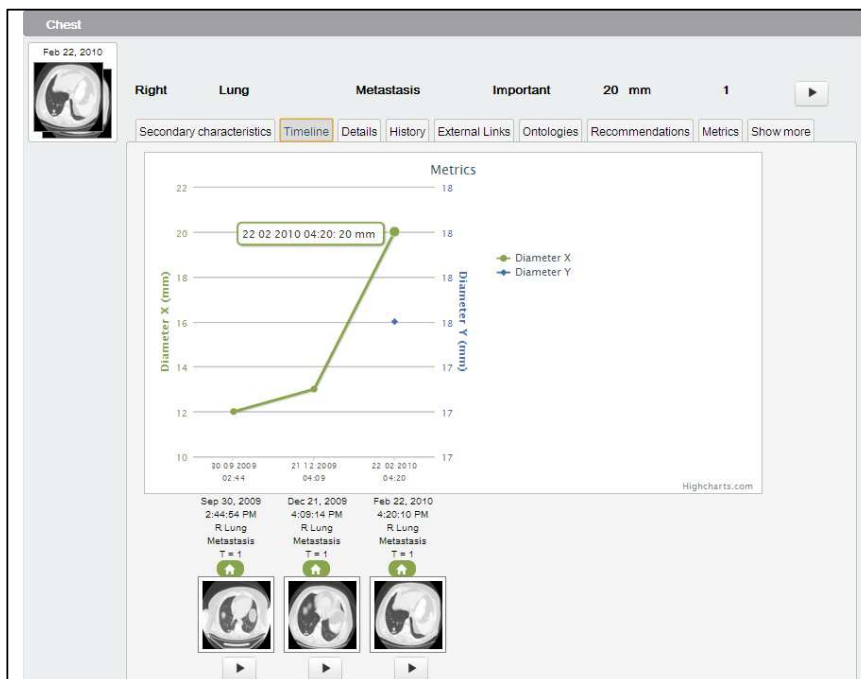 Chest
Feb 22, 2010
Right Lung Metastasis Important 20 mm 1
Secondary characteristics Timeline Details History External Links Ontologies Recommendations Metrics Show more
Metrics
22 18
20 22 02 2010 04:20: 20 mm 18
Diameter X
Diameter Y
18 18
Diameter X (mm)
Diameter Y (mm)
16 18
14 17
12 17
10 17
30 09 2009 21 12 2009 22 02 2010
02:44 04:09 04:20
Highcharts.com
Sep 30, 2009 Dec 21, 2009 Feb 22, 2010
2:44:54 PM 4:09:14 PM 4:20:10 PM
R Lung R Lung R Lung
Metastasis Metastasis Metastasis
T = 1 T = 1 T = 1